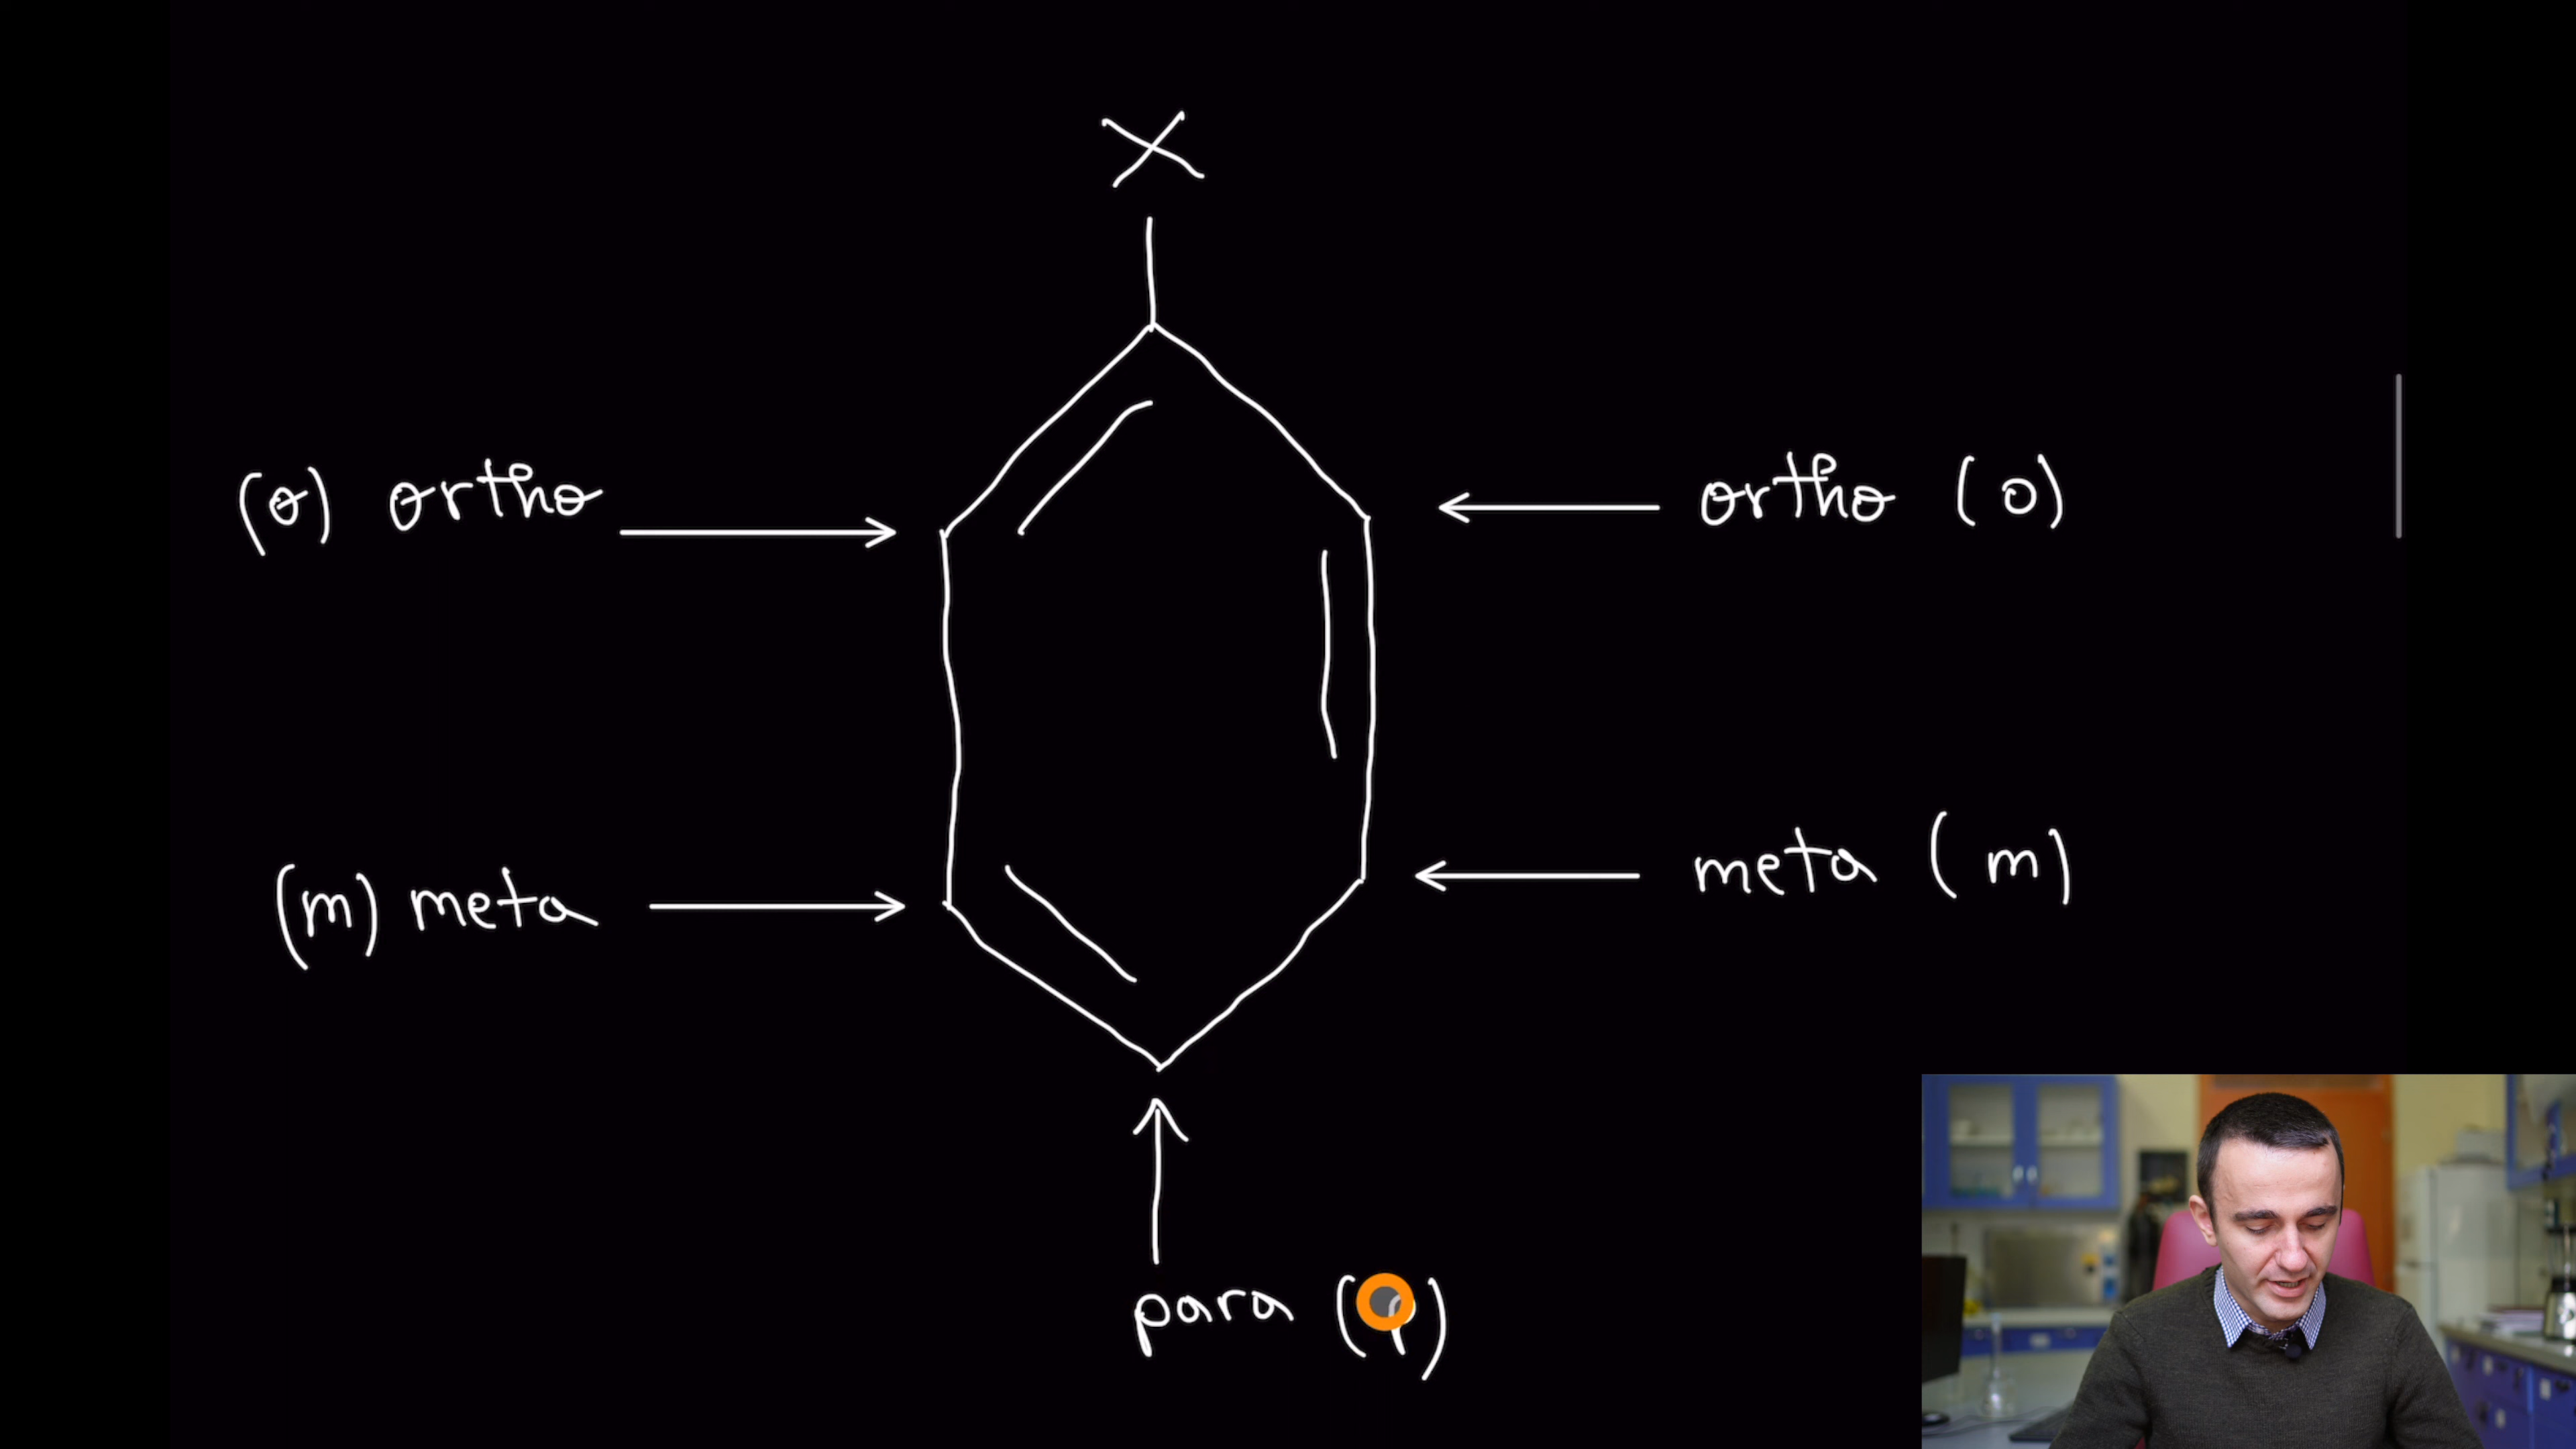 X
(o) ortho
ortho (o)
(m) meta
meta (m)
para (p)